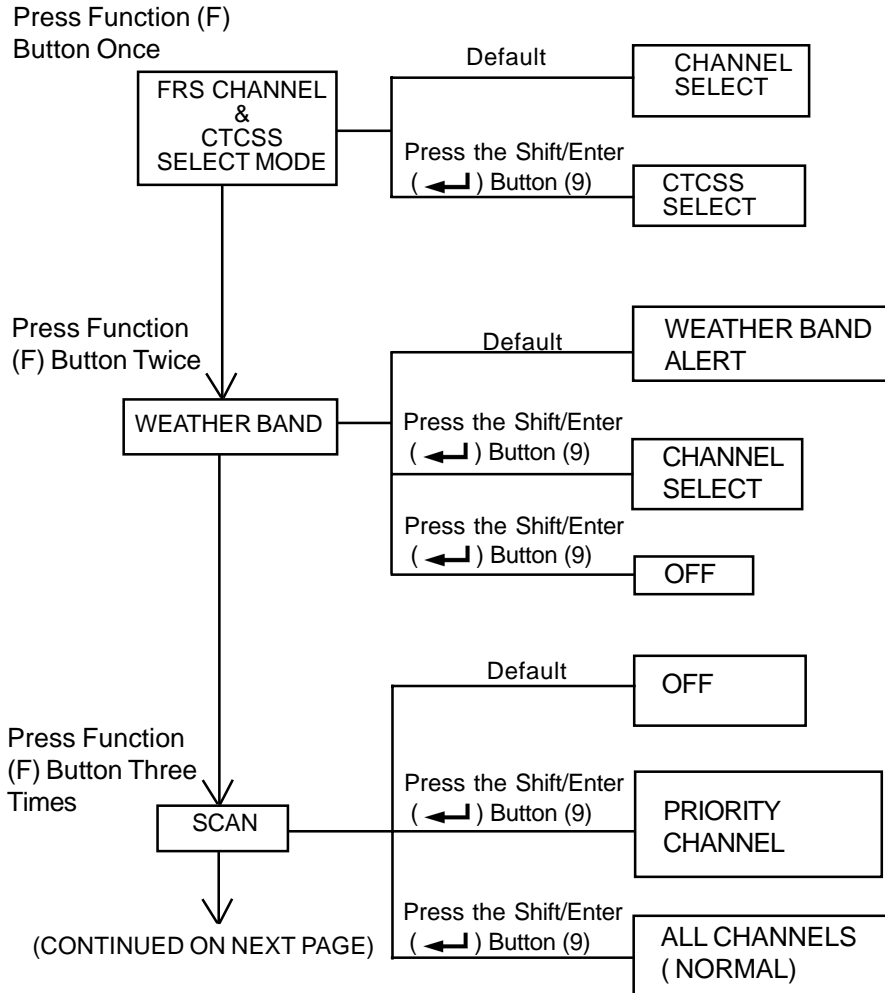 Press Function (F)
Button Once
FRS CHANNEL
&
CTCSS
SELECT MODE
Default
CHANNEL
SELECT
Press the Shift/Enter
( ) Button (9)
CTCSS
SELECT
Press Function
(F) Button Twice
WEATHER BAND
Default
WEATHER BAND
ALERT
Press the Shift/Enter
( ) Button (9)
CHANNEL
SELECT
Press the Shift/Enter
( ) Button (9)
OFF
Press Function
(F) Button Three
Times
SCAN
Default
OFF
Press the Shift/Enter
( ) Button (9)
PRIORITY
CHANNEL
Press the Shift/Enter
( ) Button (9)
ALL CHANNELS
( NORMAL)
(CONTINUED ON NEXT PAGE)